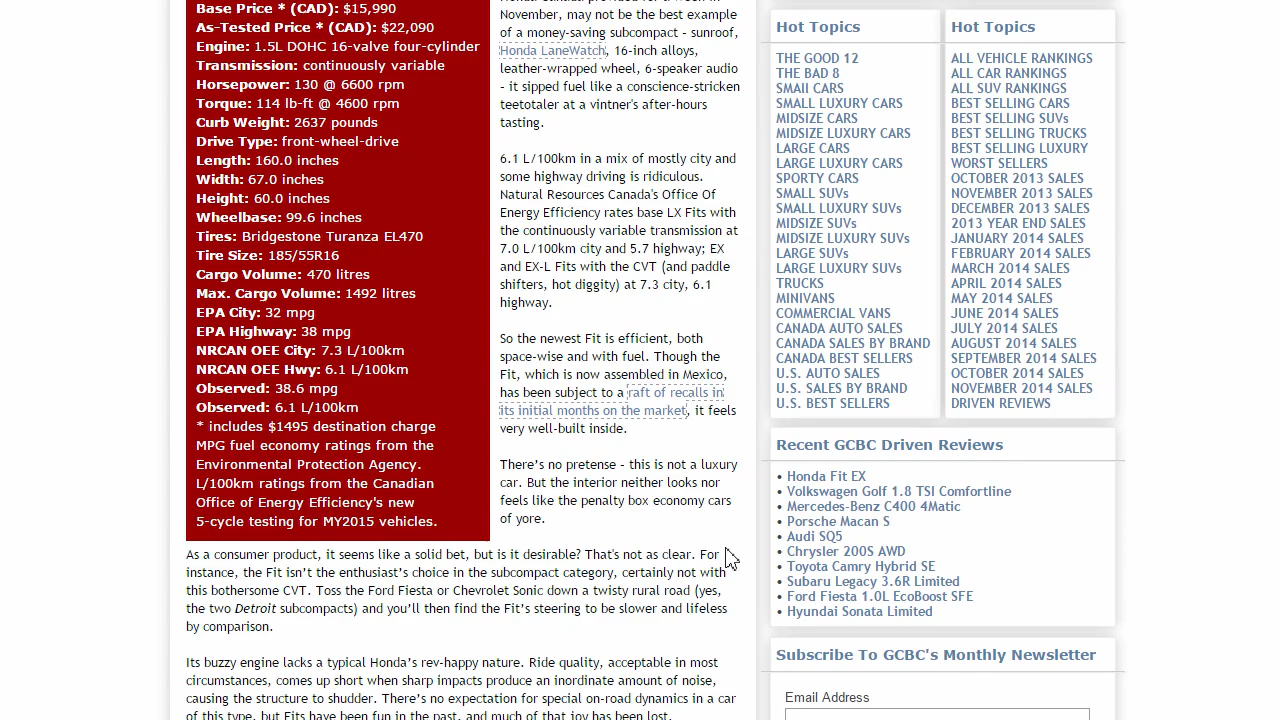 Base Price * (CAD): $15,990
As-Tested Price * (CAD): $22,090
Engine: 1.5L DOHC 16-valve four-cylinder
Transmission: continuously variable
Horsepower: 130 @ 6600 rpm
Torque: 114 lb-ft @ 4600 rpm
Curb Weight: 2637 pounds
Drive Type: front-wheel-drive
Length: 160.0 inches
Width: 67.0 inches
Height: 60.0 inches
Wheelbase: 99.6 inches
Tires: Bridgestone Turanza EL470
Tire Size: 185/55R16
Cargo Volume: 470 litres
Max. Cargo Volume: 1492 litres
EPA City: 32 mpg
EPA Highway: 38 mpg
NRCAN OEE City: 7.3 L/100km
NRCAN OEE Hwy: 6.1 L/100km
Observed: 38.6 mpg
Observed: 6.1 L/100km
* includes $1495 destination charge
MPG fuel economy ratings from the
Environmental Protection Agency.
L/100km ratings from the Canadian
Office of Energy Efficiency's new
5-cycle testing for MY2015 vehicles.
November, may not be the best example
of a money-saving subcompact - sunroof,
Honda LaneWatch, 16-inch alloys,
leather-wrapped wheel, 6-speaker audio
- it sipped fuel like a conscience-stricken
teetotaler at a vintner's after-hours
tasting.
6.1 L/100km in a mix of mostly city and
some highway driving is ridiculous.
Natural Resources Canada's Office Of
Energy Efficiency rates base LX Fits with
the continuously variable transmission at
7.0 L/100km city and 5.7 highway; EX
and EX-L Fits with the CVT (and paddle
shifters, hot diggity) at 7.3 city, 6.1
highway.
So the newest Fit is efficient, both
space-wise and with fuel. Though the
Fit, which is now assembled in Mexico,
has been subject to a raft of recalls in
its initial months on the market, it feels
very well-built inside.
There's no pretense - this is not a luxury
car. But the interior neither looks nor
feels like the penalty box economy cars
of yore.
As a consumer product, it seems like a solid bet, but is it desirable? That's not as clear. For
instance, the Fit isn't the enthusiast's choice in the subcompact category, certainly not with
this bothersome CVT. Toss the Ford Fiesta or Chevrolet Sonic down a twisty rural road (yes,
the two Detroit subcompacts) and you'll then find the Fit's steering to be slower and lifeless
by comparison.
Its buzzy engine lacks a typical Honda's rev-happy nature. Ride quality, acceptable in most
circumstances, comes up short when sharp impacts produce an inordinate amount of noise,
causing the structure to shudder. There's no expectation for special on-road dynamics in a car
of this type, but Fits have been fun in the past, and much of that joy has been lost.
Hot Topics
THE GOOD 12
THE BAD 8
SMAll CARS
SMALL LUXURY CARS
MIDSIZE CARS
MIDSIZE LUXURY CARS
LARGE CARS
LARGE LUXURY CARS
SPORTY CARS
SMALL SUVs
SMALL LUXURY SUVs
MIDSIZE SUVs
MIDSIZE LUXURY SUVs
LARGE SUVs
LARGE LUXURY SUVs
TRUCKS
MINIVANS
COMMERCIAL VANS
CANADA AUTO SALES
CANADA SALES BY BRAND
CANADA BEST SELLERS
U.S. AUTO SALES
U.S. SALES BY BRAND
U.S. BEST SELLERS
Hot Topics
ALL VEHICLE RANKINGS
ALL CAR RANKINGS
ALL SUV RANKINGS
BEST SELLING CARS
BEST SELLING SUVs
BEST SELLING TRUCKS
BEST SELLING LUXURY
WORST SELLERS
OCTOBER 2013 SALES
NOVEMBER 2013 SALES
DECEMBER 2013 SALES
2013 YEAR END SALES
JANUARY 2014 SALES
FEBRUARY 2014 SALES
MARCH 2014 SALES
APRIL 2014 SALES
MAY 2014 SALES
JUNE 2014 SALES
JULY 2014 SALES
AUGUST 2014 SALES
SEPTEMBER 2014 SALES
OCTOBER 2014 SALES
NOVEMBER 2014 SALES
DRIVEN REVIEWS
Recent GCBC Driven Reviews
• Honda Fit EX
• Volkswagen Golf 1.8 TSI Comfortline
• Mercedes-Benz C400 4Matic
• Porsche Macan S
• Audi SQ5
• Chrysler 200S AWD
• Toyota Camry Hybrid SE
• Subaru Legacy 3.6R Limited
• Ford Fiesta 1.0L EcoBoost SFE
• Hyundai Sonata Limited
Subscribe To GCBC's Monthly Newsletter
Email Address